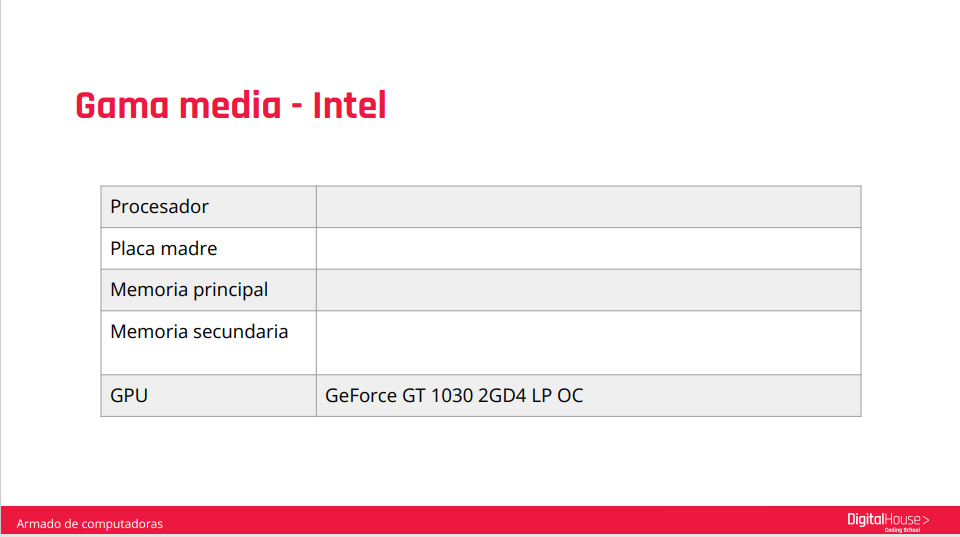 Gama media - Intel
Procesador
Placa madre
Memoria principal
Memoria secundaria
GPU GeForce GT 1030 2GD4 LP OC
Armado de computadoras
DigitalHouse>
Coding School